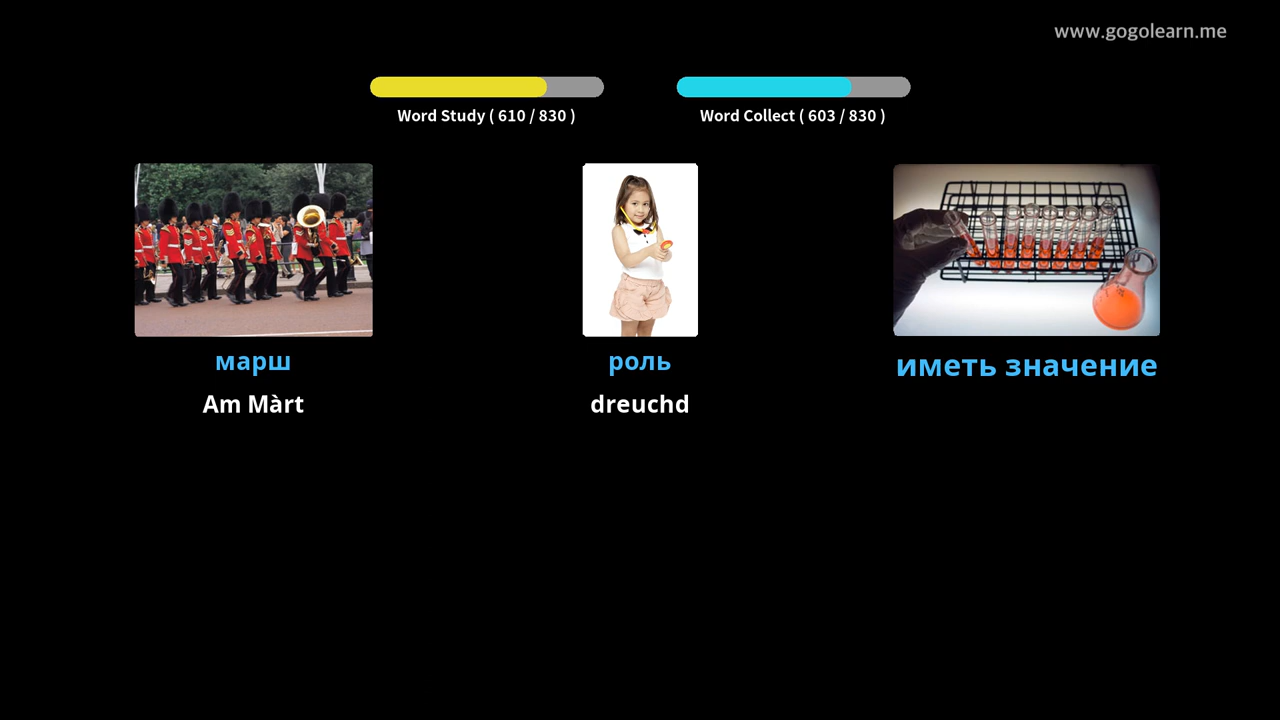 www.gogolearn.me
Word Study ( 610 / 830 )
Word Collect ( 603 / 830 )
марш
роль
иметь значение
Am Màrt
dreuchd